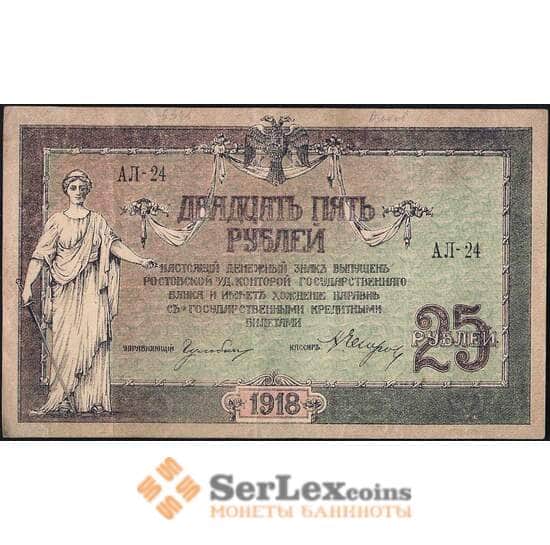 АЛ-24
ДВАДЦАТЬ ПЯТЬ
РУБЛЕЙ
АЛ-24
НАСТОЯЩІЙ ДЕНЕЖНЫЙ ЗНАКЪ ВЫПУЩЕНЪ
РОСТОВСКОЙ н/Д. КОНТОРОЙ ГОСУДАРСТВЕННАГО
БАНКА И ИМѢЕТЪ ХОЖДЕНІЕ НАРАВНѢ
СЪ ГОСУДАРСТВЕННЫМИ КРЕДИТНЫМИ
БИЛЕТАМИ
УПРАВЛЯЮЩІЙ
КАССИРЪ
25
РУБЛЕЙ
1918
SerLexcoins
МОНЕТЫ БАНКНОТЫ